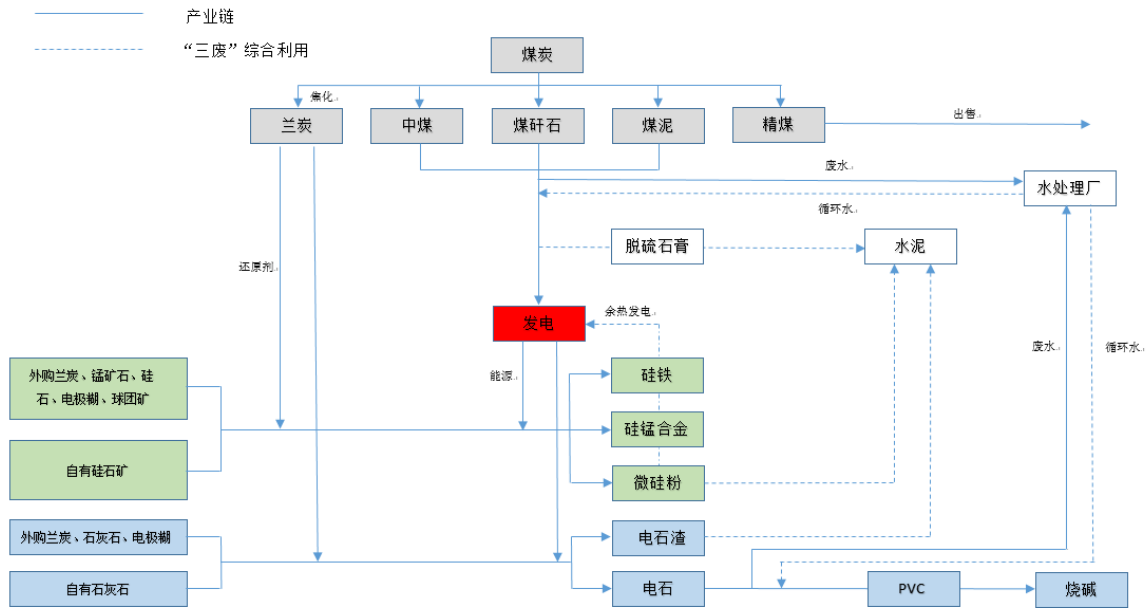 产业链
“三废”综合利用
煤炭
焦化
兰炭
中煤
煤矸石
煤泥
精煤
出售
废水
水处理厂
循环水
脱硫石膏
水泥
还原剂
发电
余热发电
废水
循环水
外购兰炭、锰矿石、硅
石、电极糊、球团矿
能源
硅铁
硅锰合金
自有硅石矿
微硅粉
外购兰炭、石灰石、电极糊
电石渣
自有石灰石
电石
PVC
烧碱